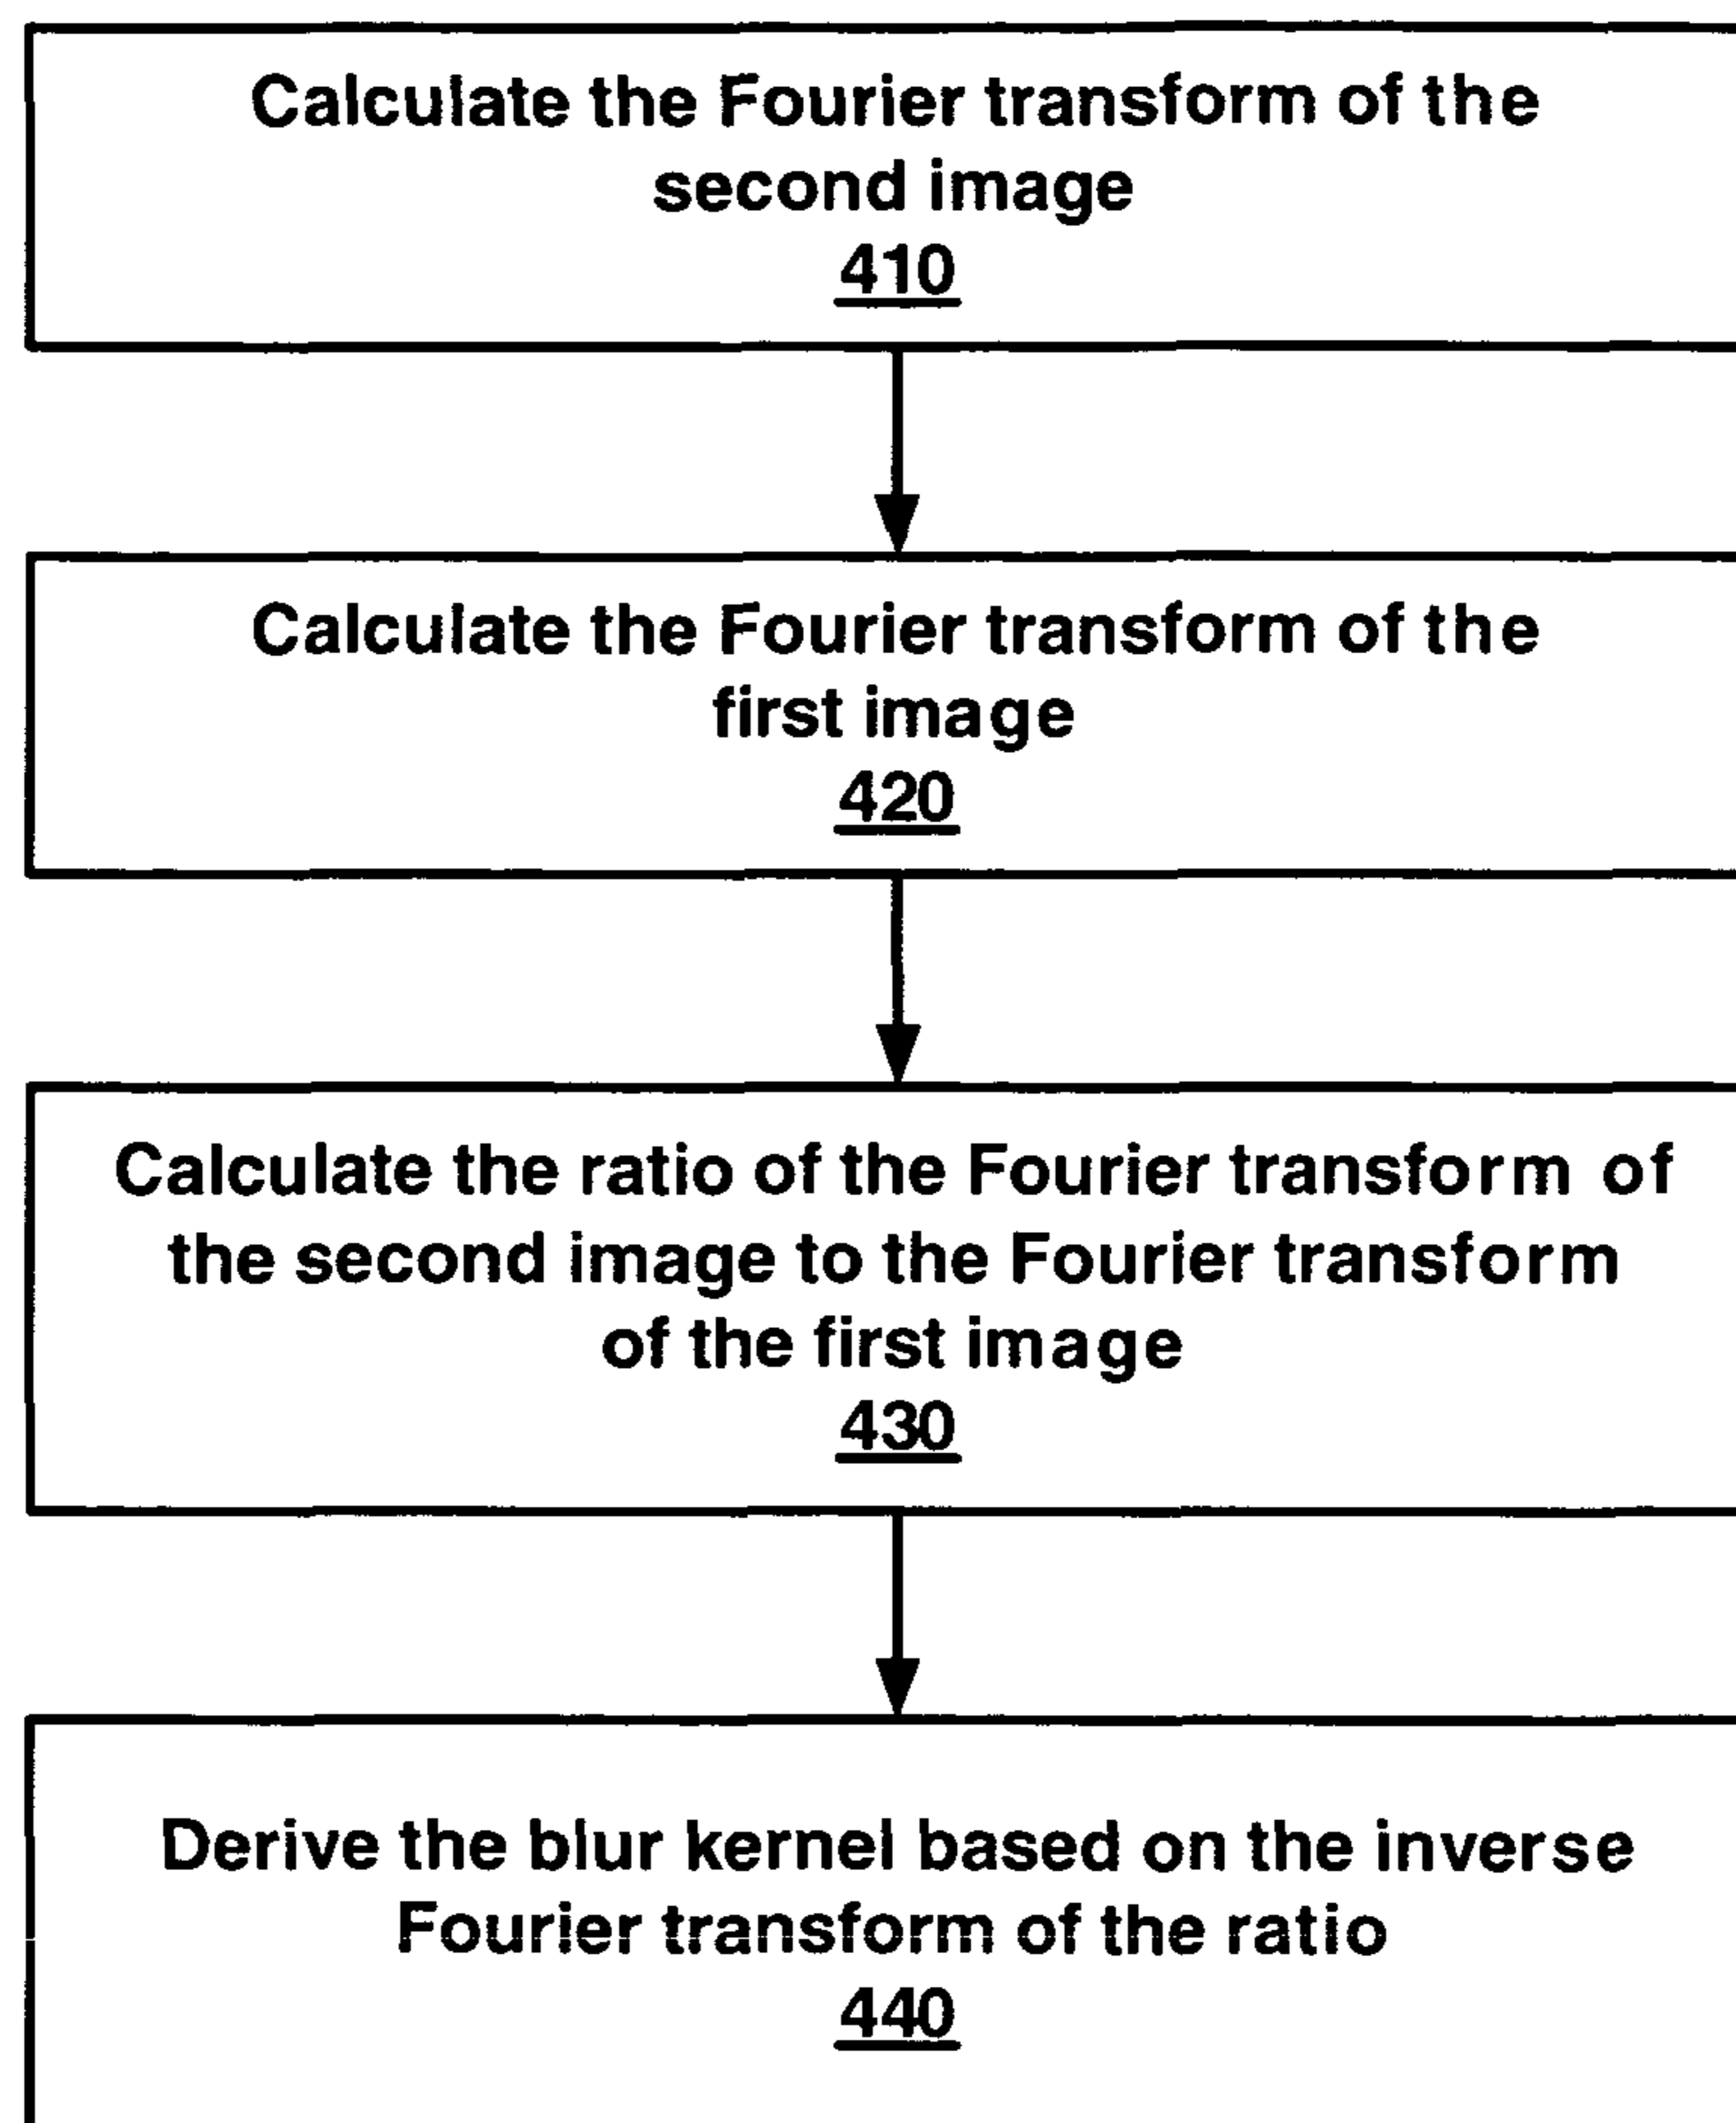 Calculate the Fourier transform of the
second image
410
Calculate the Fourier transform of the
first image
420
Calculate the ratio of the Fourier transform of
the second image to the Fourier transform
of the first image
430
Derive the blur kernel based on the inverse
Fourier transform of the ratio
440